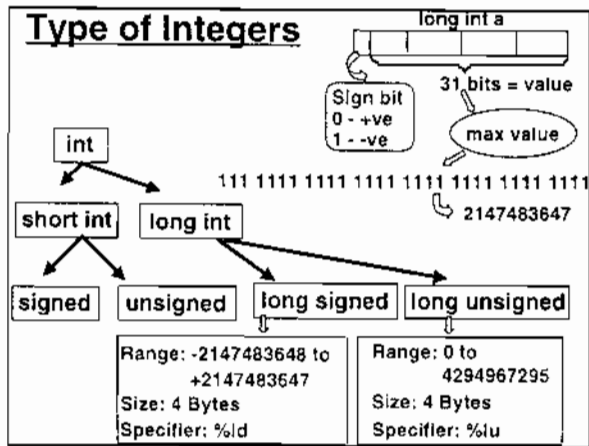 Type of Integers
long int a
Sign bit
0 - +ve
1 - -ve
31 bits = value
max value
int
111 1111 1111 1111 1111 1111 1111 1111
2147483647
short int
long int
signed
unsigned
long signed
long unsigned
Range: -2147483648 to
+2147483647
Size: 4 Bytes
Specifier: %ld
Range: 0 to
4294967295
Size: 4 Bytes
Specifier: %lu